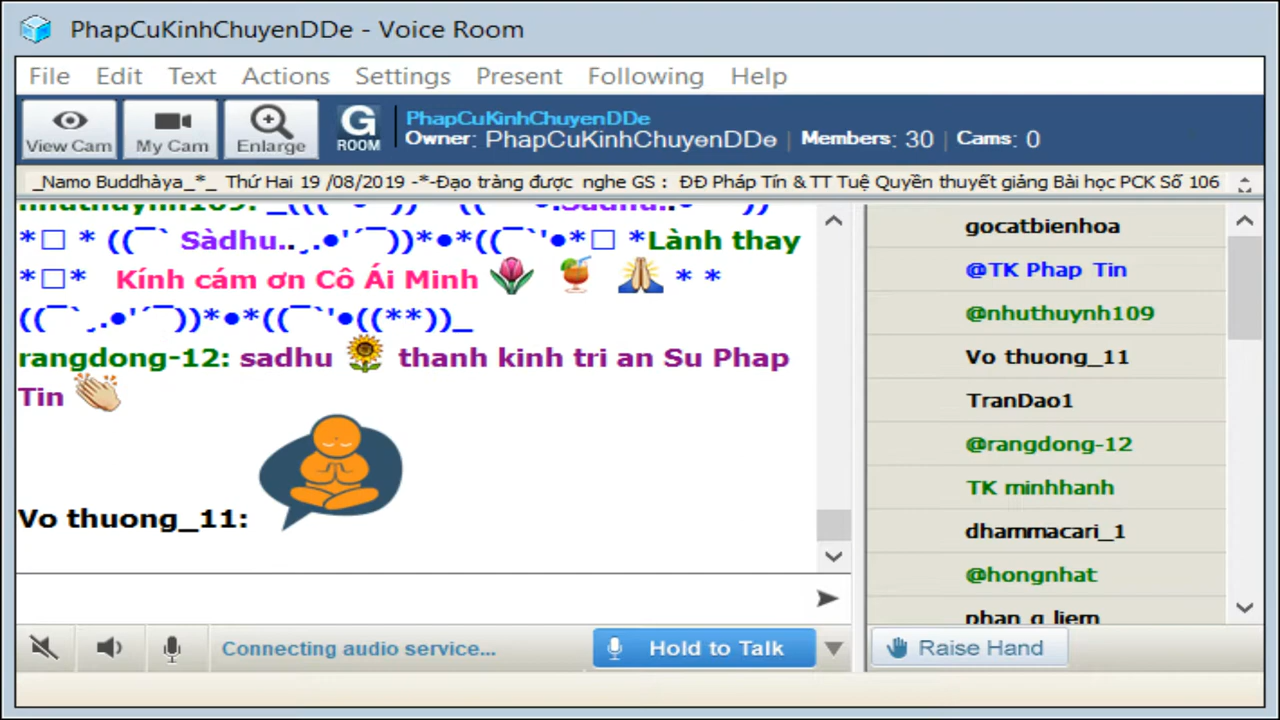 PhapCuKinhChuyenDDe - Voice Room
File Edit Text Actions Settings Present Following Help
View Cam My Cam Enlarge G ROOM
PhapCuKinhChuyenDDe
Owner: PhapCuKinhChuyenDDe | Members: 30 | Cams: 0
_Namo Buddhàya_*_ Thứ Hai 19 /08/2019 -*-Đạo tràng được nghe GS : ĐĐ Pháp Tín & TT Tuệ Quyền thuyết giảng Bài học PCK Số 106
nhuthuynh109:
*□ * ((¯` Sàdhu..¸.●'´¯))*●*((¯`'●*□ *Lành thay
*□* Kính cám ơn Cô Ái Minh 🌷 🍹 🙏 * *
((¯`¸.●'´¯))*●*((¯`'●((**))_
rangdong-12: sadhu 🌻 thanh kinh tri an Su Phap
Tin 👏
Vo thuong_11:
gocatbienhoa
@TK Phap Tin
@nhuthuynh109
Vo thuong_11
TranDao1
@rangdong-12
TK minhhanh
dhammacari_1
@hongnhat
phan_q_liem
Connecting audio service...
Hold to Talk
Raise Hand